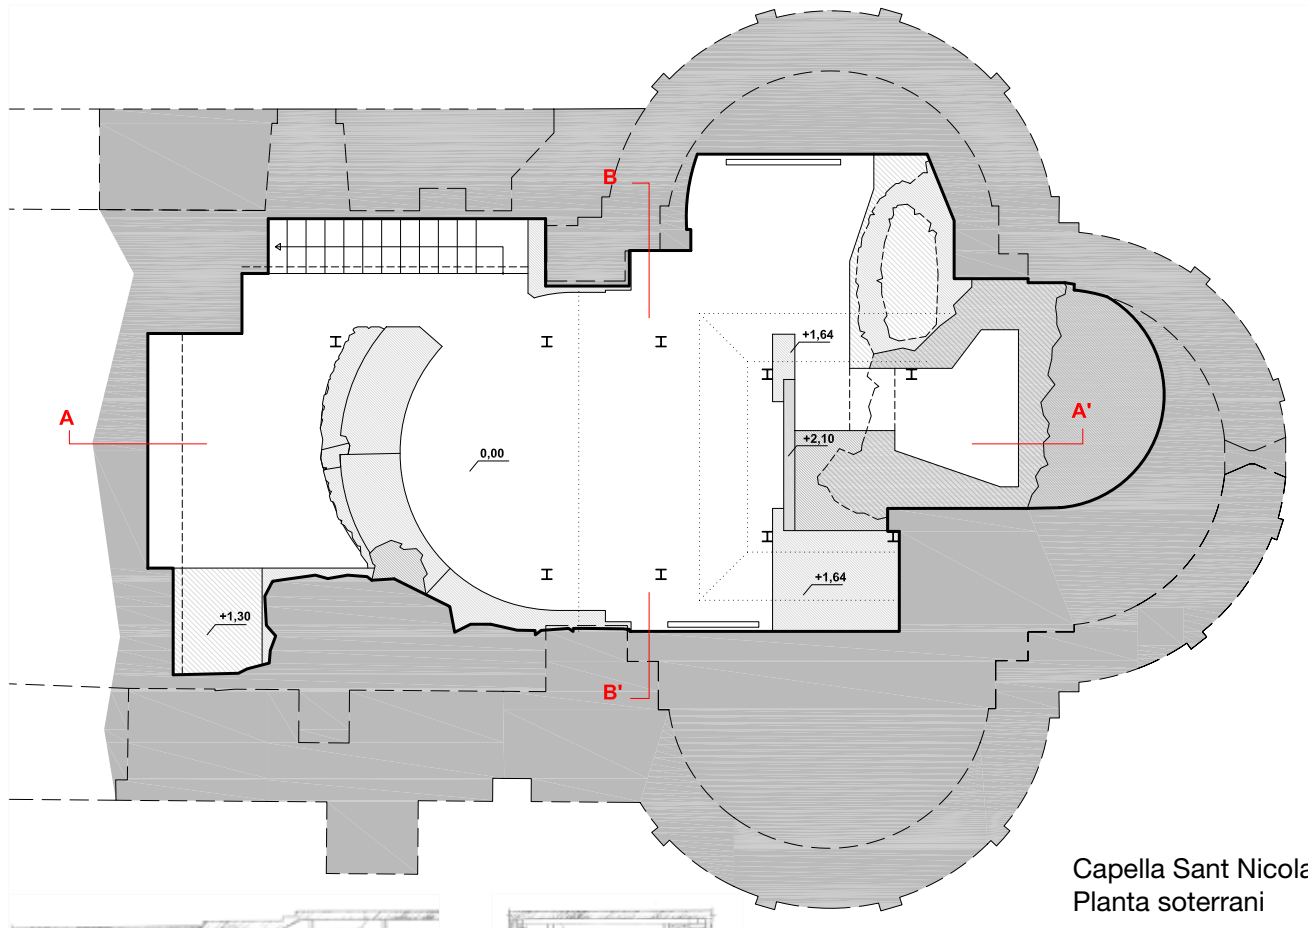 B
+1,64
A
A'
+2,10
0,00
+1,64
+1,30
B'
Capella Sant Nicola
Planta soterrani